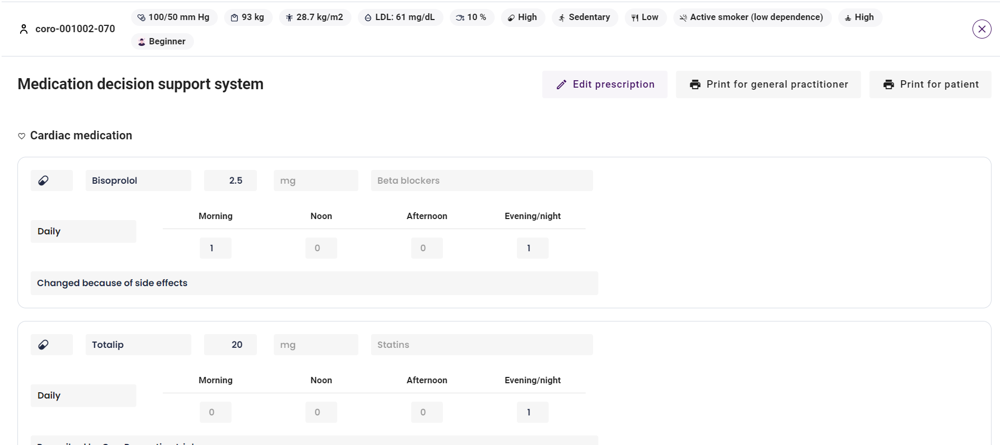 coro-001002-070
100/50 mm Hg 93 kg 28.7 kg/m2 LDL: 61 mg/dL 10 % High Sedentary Low Active smoker (low dependence) High
Beginner
Medication decision support system
Edit prescription Print for general practitioner Print for patient
Cardiac medication
Bisoprolol 2.5 mg Beta blockers
Morning Noon Afternoon Evening/night
Daily
1 0 0 1
Changed because of side effects
Totalip 20 mg Statins
Morning Noon Afternoon Evening/night
Daily
0 0 0 1